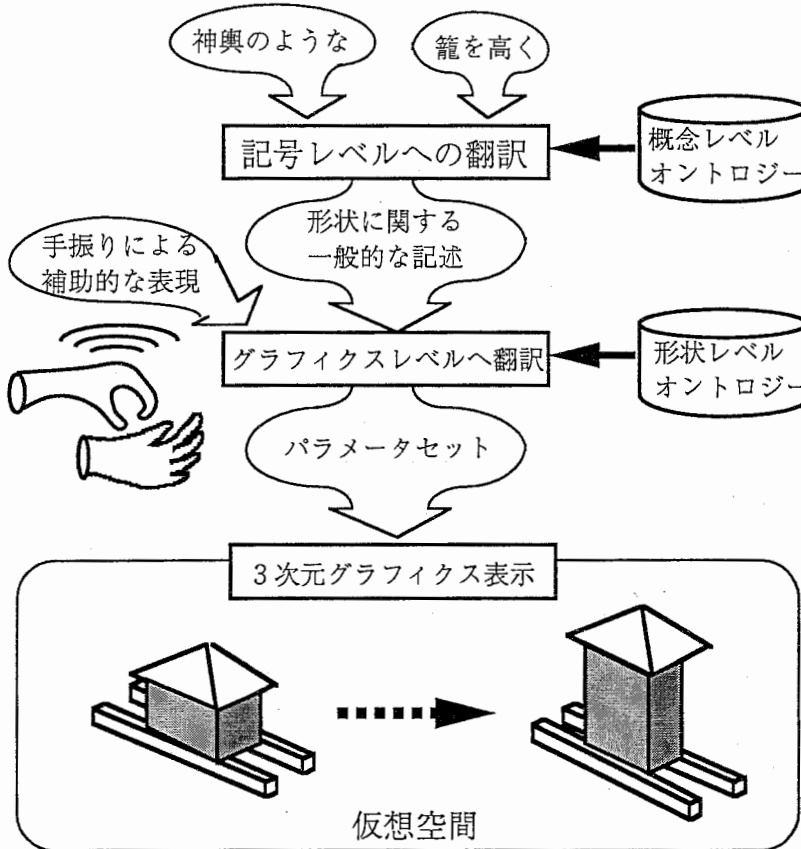 神輿のような
籠を高く
記号レベルへの翻訳
概念レベル
オントロジー
形状に関する
一般的な記述
手振りによる
補助的な表現
グラフィクスレベルへ翻訳
形状レベル
オントロジー
パラメータセット
3次元グラフィクス表示
仮想空間